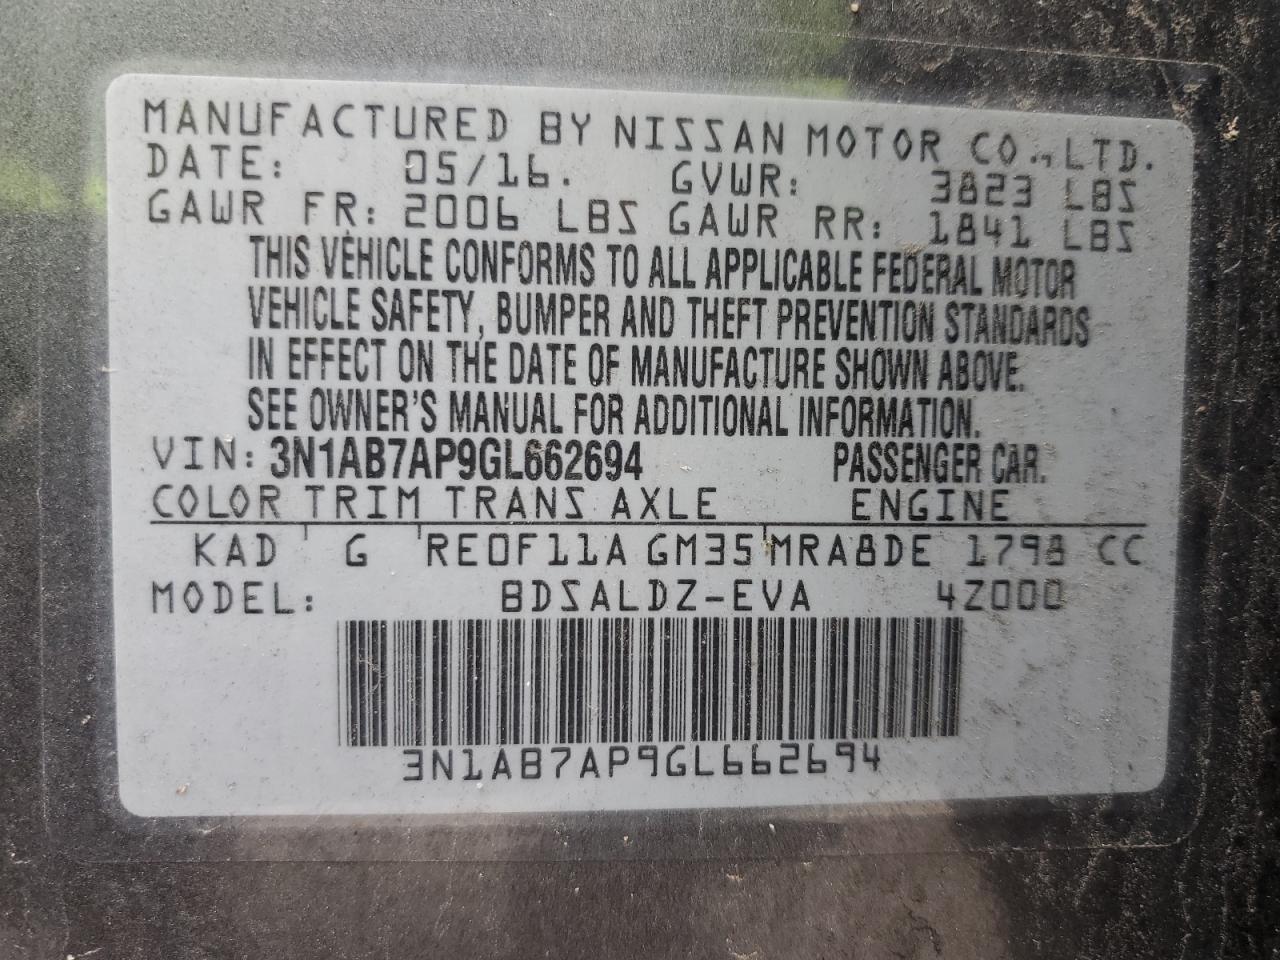 MANUFACTURED BY NISSAN MOTOR CO., LTD.
DATE: 05/16. GVWR: 3823 LBS
GAWR FR: 2006 LBS GAWR RR: 1841 LBS
THIS VEHICLE CONFORMS TO ALL APPLICABLE FEDERAL MOTOR
VEHICLE SAFETY, BUMPER AND THEFT PREVENTION STANDARDS
IN EFFECT ON THE DATE OF MANUFACTURE SHOWN ABOVE.
SEE OWNER'S MANUAL FOR ADDITIONAL INFORMATION.
VIN: 3N1AB7AP9GL662694 PASSENGER CAR.
COLOR TRIM TRANS AXLE ENGINE
KAD G RE0F11A GM35 MRA8DE 1798 CC
MODEL: BDSALDZ-EVA 4Z000
3N1AB7AP9GL662694